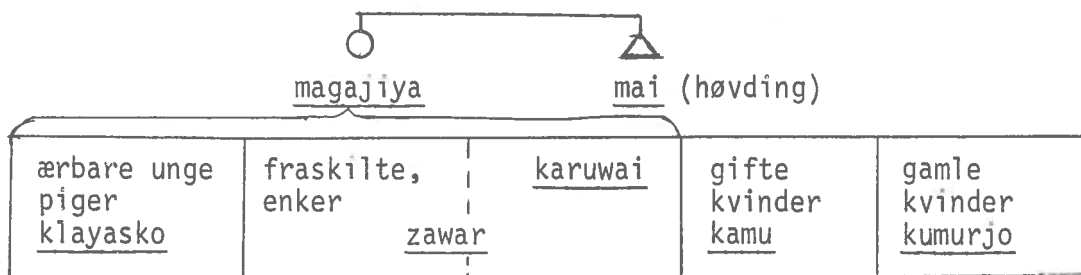 magajiya mai (høvding)
ærbare unge fraskilte, karuwai gifte gamle
piger enker kvinder kvinder
klayasko zawar kamu kumurjo